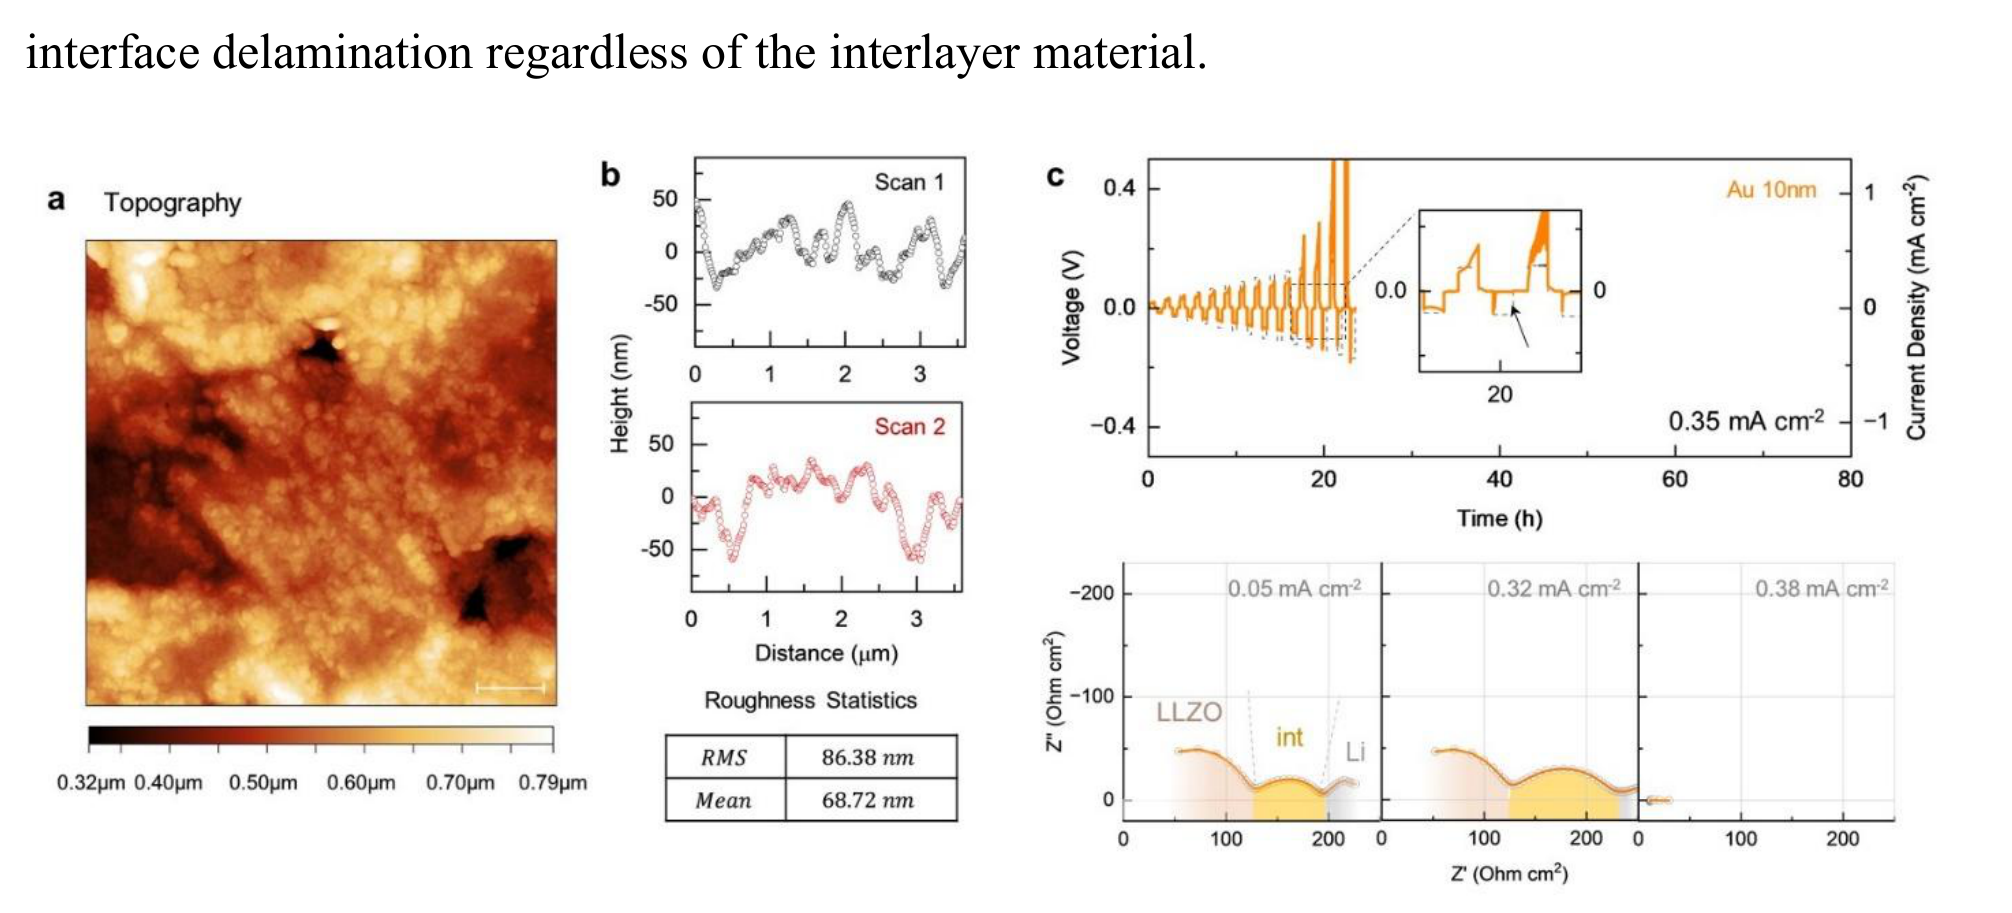 interface delamination regardless of the interlayer material.
a Topography
0.32μm 0.40μm 0.50μm 0.60μm 0.70μm 0.79μm
b
Scan 1
50
0
-50
0 1 2 3
Scan 2
50
0
-50
0 1 2 3
Height (nm)
Distance (μm)
Roughness Statistics
RMS 86.38 nm
Mean 68.72 nm
c
Au 10nm
0.4
0.0
−0.4
Voltage (V)
1
0
−1
Current Density (mA cm-2)
0.0 0
20
0.35 mA cm-2
0 20 40 60 80
Time (h)
0.05 mA cm-2 0.32 mA cm-2 0.38 mA cm-2
−200
−100
0
Z" (Ohm cm2)
LLZO int Li
0 100 200 0 100 200 0 100 200
Z' (Ohm cm2)